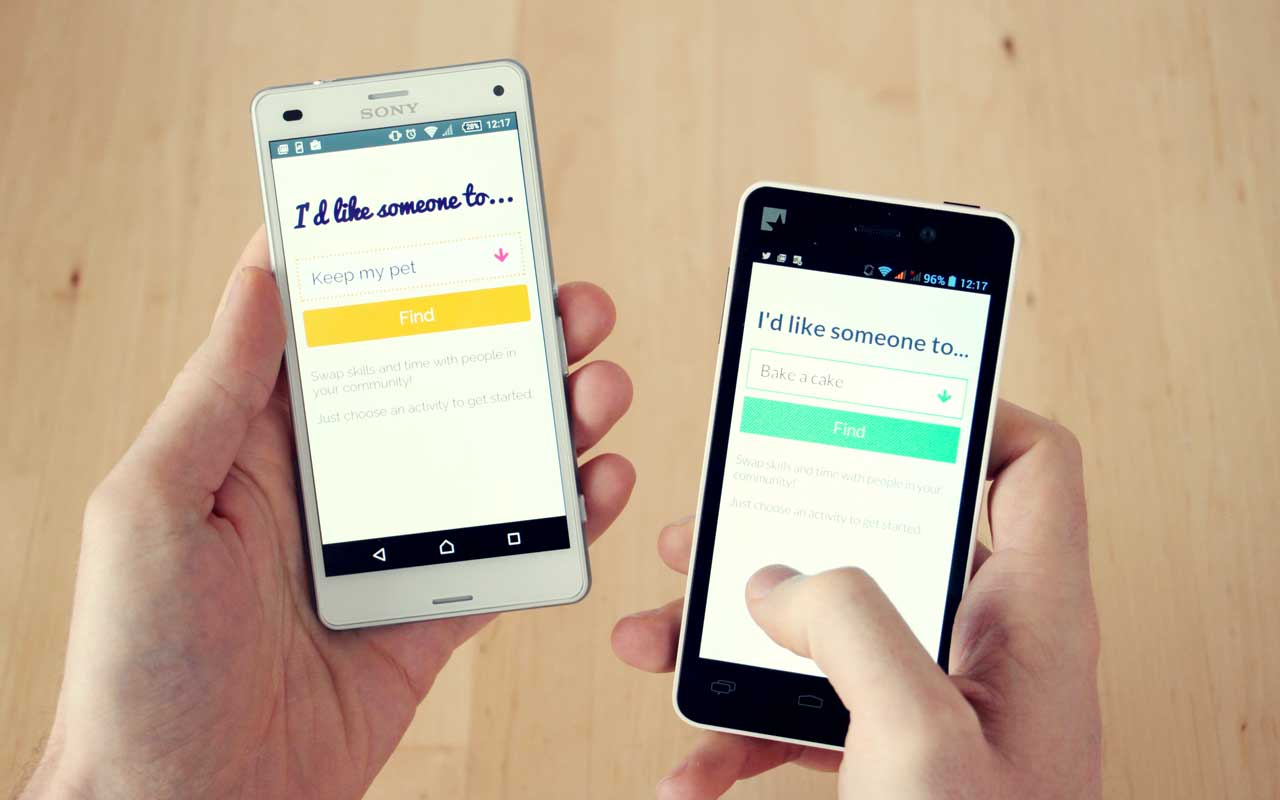 SONY
28% 12:17
I'd like someone to...
Keep my pet
Find
Swap skills and time with people in
your community!
Just choose an activity to get started.
96% 12:17
I'd like someone to...
Bake a cake
Find
Swap skills and time with people in your
community!
Just choose an activity to get started.